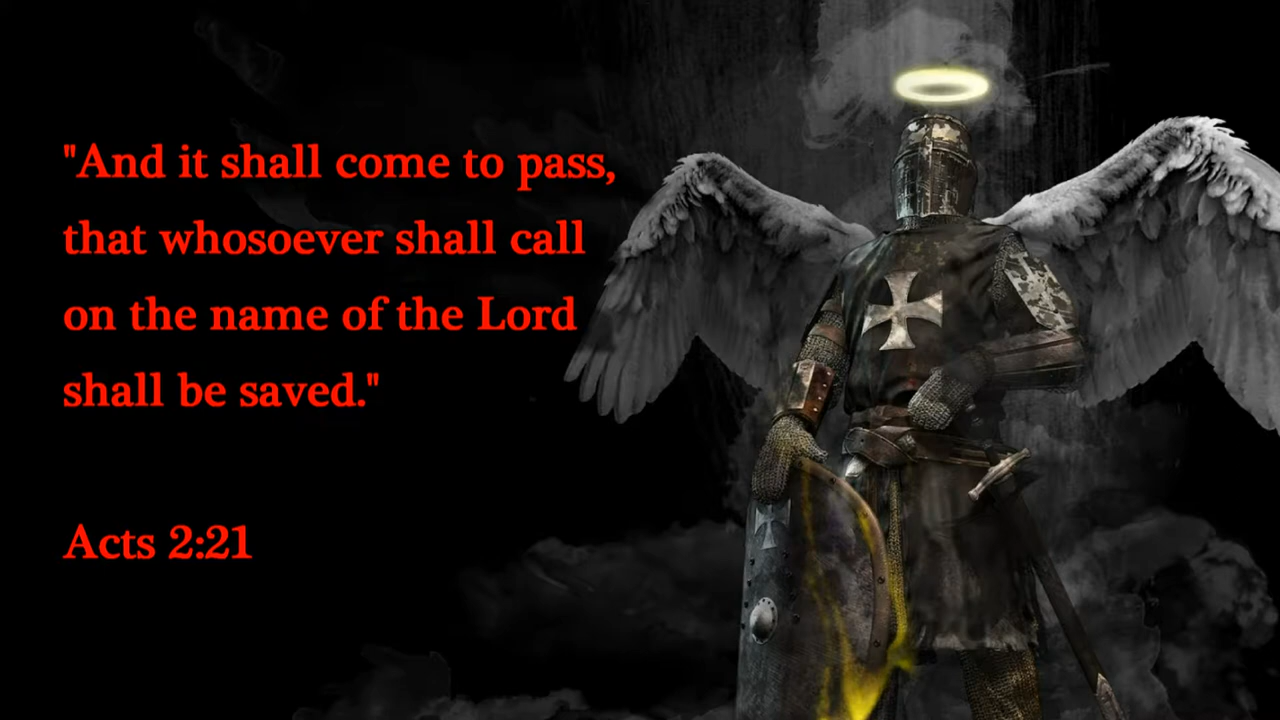 "And it shall come to pass,
that whosoever shall call
on the name of the Lord
shall be saved."
Acts 2:21